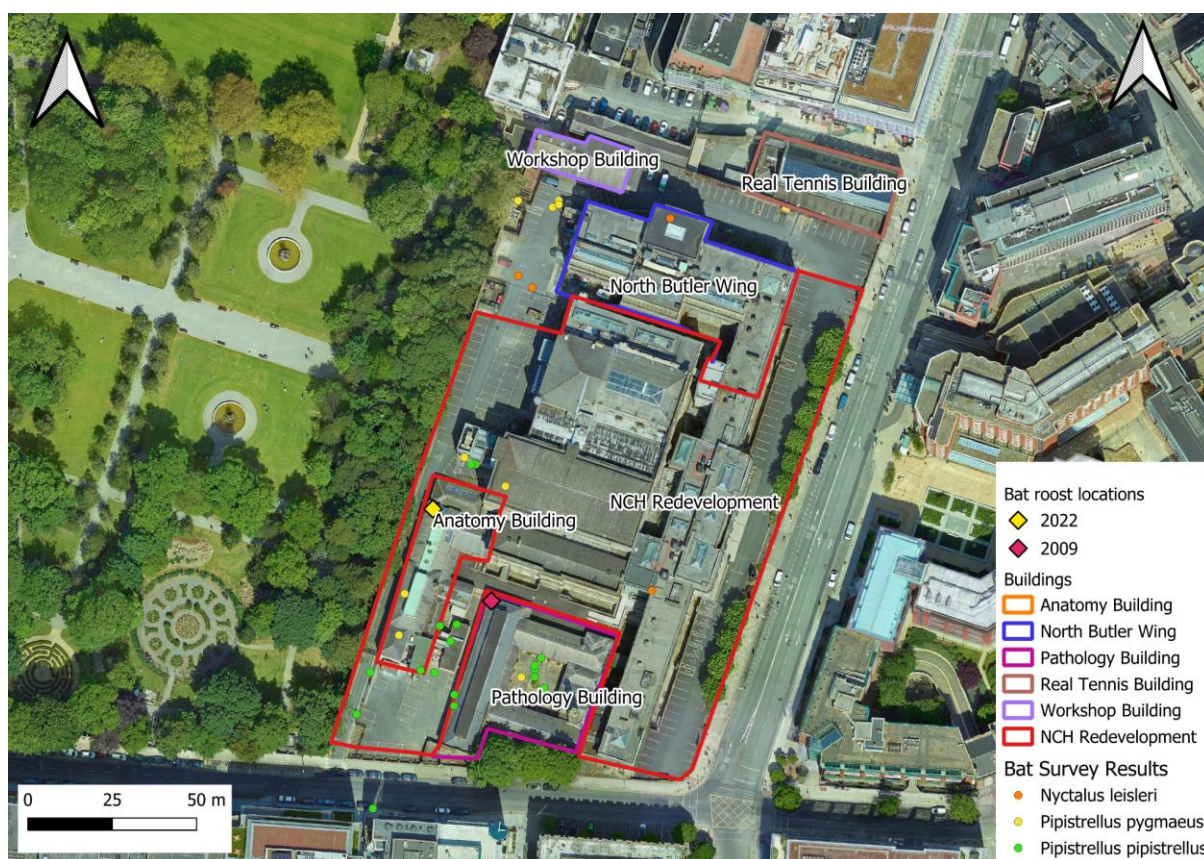 Workshop Building
Real Tennis Building
North Butler Wing
NCH Redevelopment
Anatomy Building
Pathology Building
0 25 50 m
Bat roost locations
2022
2009
Buildings
Anatomy Building
North Butler Wing
Pathology Building
Real Tennis Building
Workshop Building
NCH Redevelopment
Bat Survey Results
Nyctalus leisleri
Pipistrellus pygmaeus
Pipistrellus pipistrellus